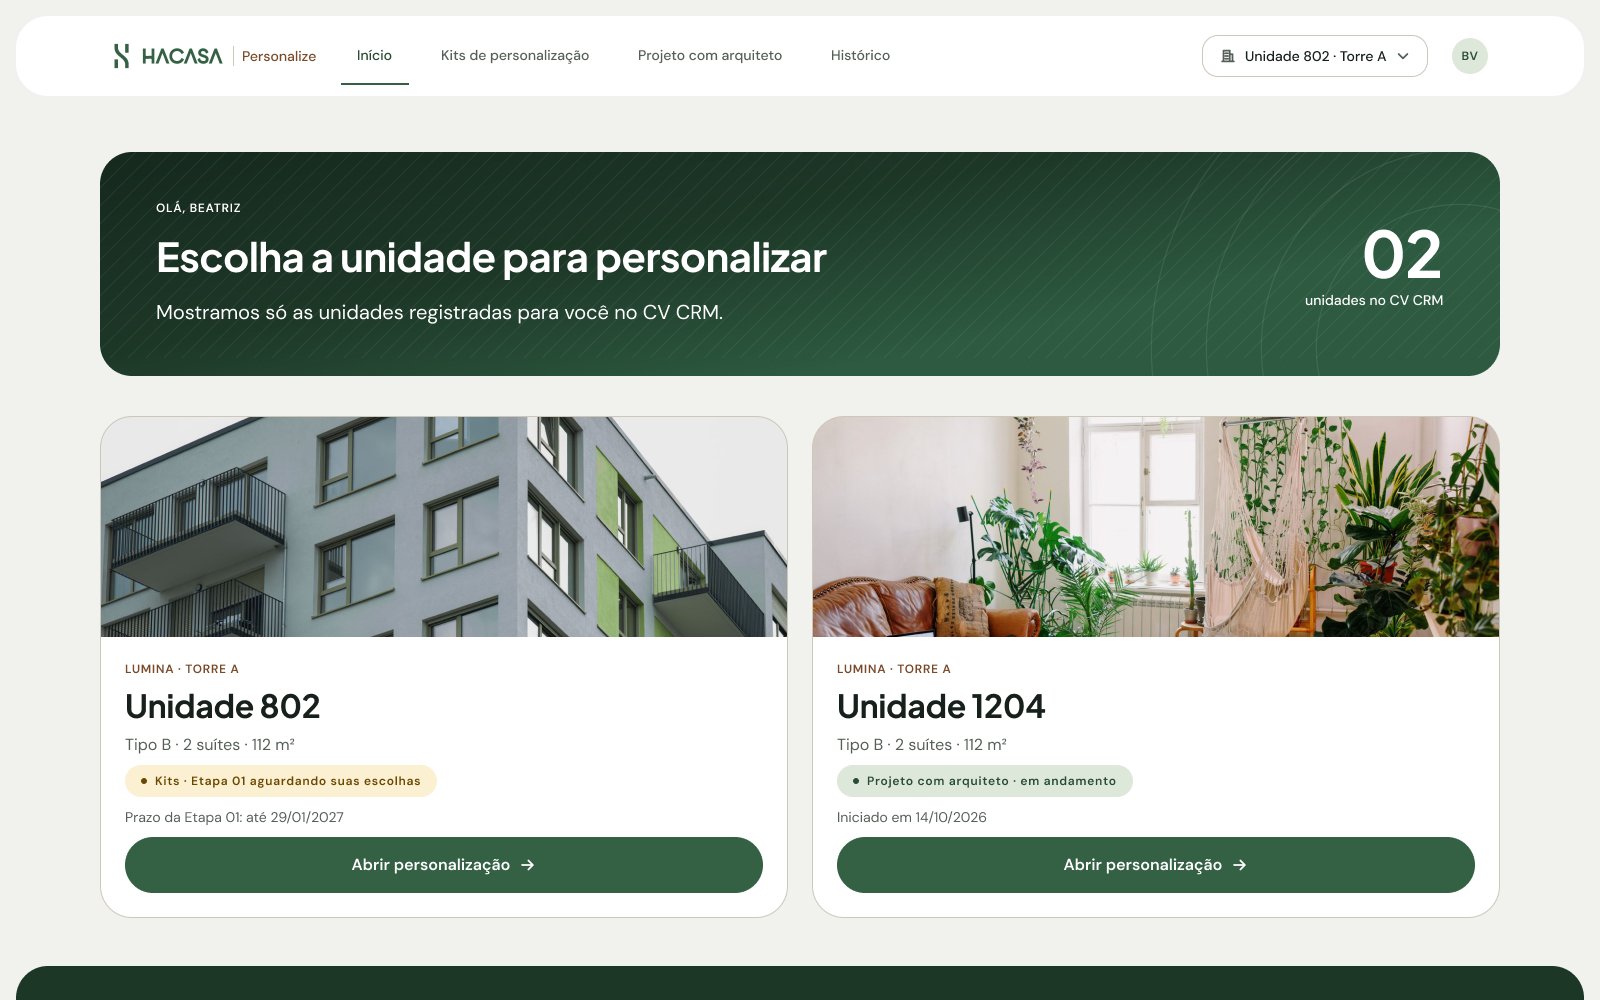 HACASA Personalize
Início
Kits de personalização
Projeto com arquiteto
Histórico
Unidade 802 · Torre A
BV
OLÁ, BEATRIZ
Escolha a unidade para personalizar
Mostramos só as unidades registradas para você no CV CRM.
02
unidades no CV CRM
LUMINA · TORRE A
Unidade 802
Tipo B · 2 suítes · 112 m²
Kits · Etapa 01 aguardando suas escolhas
Prazo da Etapa 01: até 29/01/2027
Abrir personalização →
LUMINA · TORRE A
Unidade 1204
Tipo B · 2 suítes · 112 m²
Projeto com arquiteto · em andamento
Iniciado em 14/10/2026
Abrir personalização →